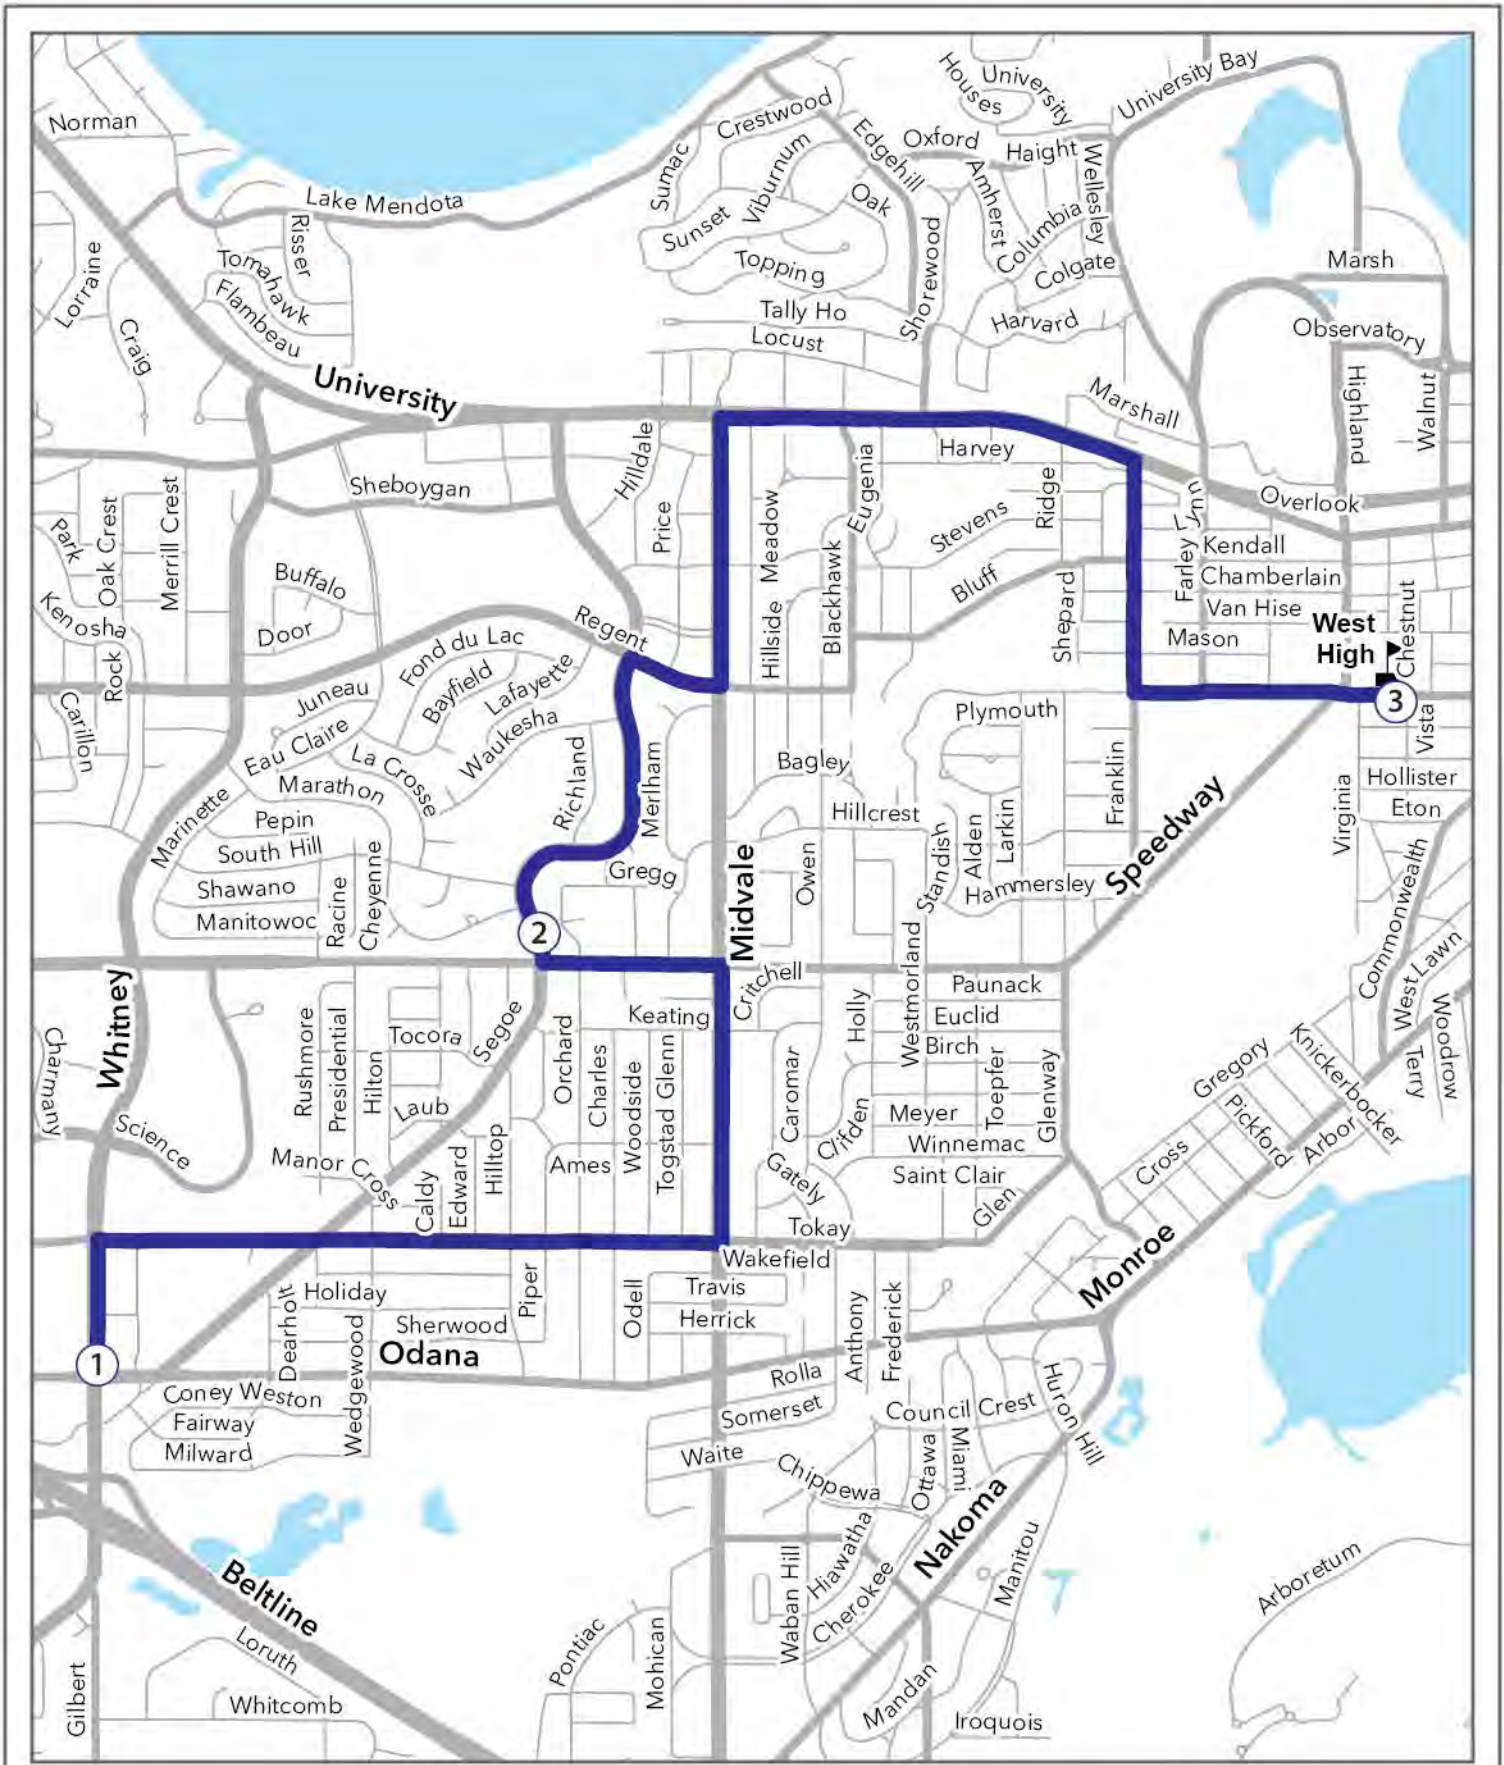 Norman
Lake Mendota
Risser
Tomahawk
Flambeau
Lorraine
Craig
University
Sumac
Crestwood
Viburnum
Sunset
Edgehill
Oak
Topping
Tally Ho
Locust
Shorewood
Houses
University
University Bay
Oxford
Haight
Amherst
Wellesley
Columbia
Colgate
Harvard
Marsh
Observatory
Highland
Walnut
Marshall
Overlook
Hilldale
Sheboygan
Price
Park
Oak Crest
Merrill Crest
Meadow
Eugenia
Harvey
Ridge
Stevens
Bluff
Blackhawk
Hillside
Shepard
Lynn
Farley
Kendall
Chamberlain
Van Hise
Mason
West
High
Chestnut
3
Buffalo
Door
Kenosha
Rock
Carillon
Regent
Fond du Lac
Bayfield
Lafayette
Waukesha
Juneau
Eau Claire
La Crosse
Marathon
Marinette
Pepin
South Hill
Shawano
Manitowoc
Racine
Cheyenne
Richland
Merlham
Gregg
2
Midvale
Bagley
Hillcrest
Owen
Plymouth
Standish
Alden
Larkin
Hammersley
Franklin
Speedway
Vista
Virginia
Hollister
Eton
Commonwealth
West Lawn
Woodrow
Terry
Knickerbocker
Gregory
Pickford
Arbor
Cross
Monroe
Whitney
Charmany
Science
Rushmore
Presidential
Hilton
Tocora
Segoe
Laub
Manor Cross
Caldy
Edward
Hilltop
Orchard
Charles
Woodside
Togstad Glenn
Keating
Ames
Critchell
Holly
Westmorland
Paunack
Euclid
Birch
Toepfer
Glenway
Caromar
Clifden
Meyer
Winnemac
Saint Clair
Gately
Glen
Tokay
Wakefield
Travis
Herrick
Odell
Piper
Holiday
Dearholt
Sherwood
Wedgewood
Odana
1
Coney Weston
Fairway
Milward
Anthony
Frederick
Rolla
Somerset
Waite
Council Crest
Huron Hill
Chippewa
Ottawa
Miami
Nakoma
Manitou
Hiawatha
Waban Hill
Cherokee
Mandan
Iroquois
Arboretum
Beltline
Loruth
Whitcomb
Gilbert
Pontiac
Mohican